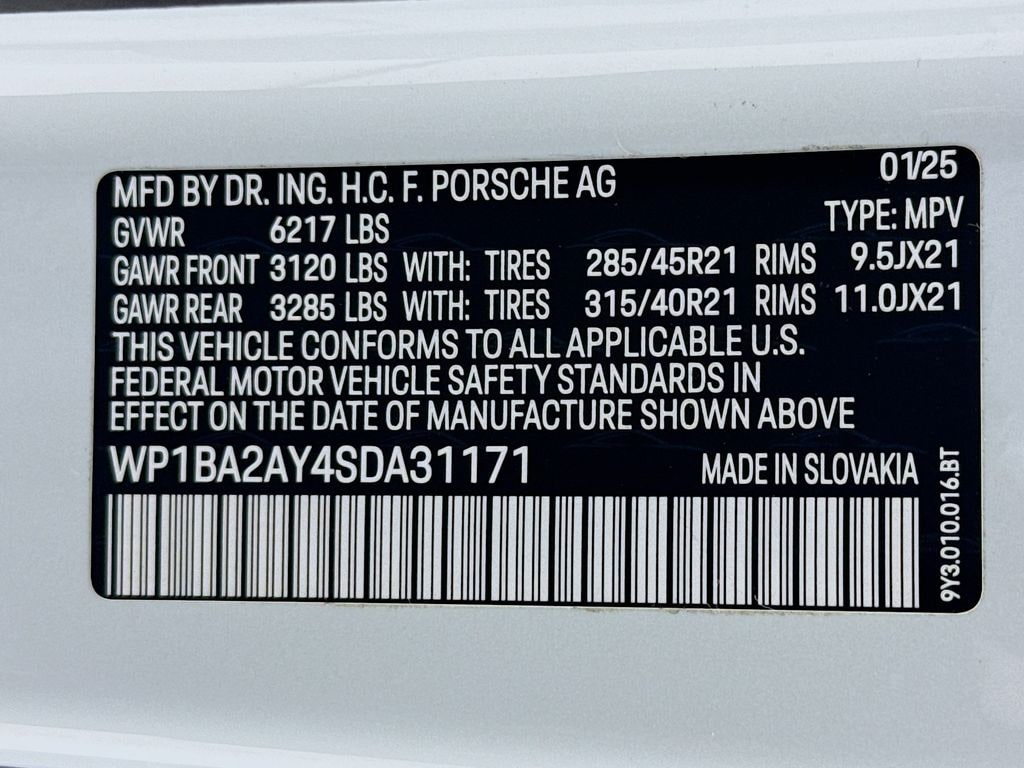 MFD BY DR. ING. H.C. F. PORSCHE AG 01/25
GVWR 6217 LBS TYPE: MPV
GAWR FRONT 3120 LBS WITH: TIRES 285/45R21 RIMS 9.5JX21
GAWR REAR 3285 LBS WITH: TIRES 315/40R21 RIMS 11.0JX21
THIS VEHICLE CONFORMS TO ALL APPLICABLE U.S.
FEDERAL MOTOR VEHICLE SAFETY STANDARDS IN
EFFECT ON THE DATE OF MANUFACTURE SHOWN ABOVE
WP1BA2AY4SDA31171 MADE IN SLOVAKIA
9Y3.010.016.BT